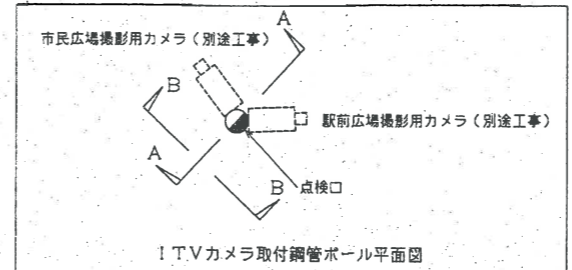 A
市民広場撮影用カメラ（別途工事）
B
駅前広場撮影用カメラ（別途工事）
A
B
点検口
ITVカメラ取付鋼管ポール平面図